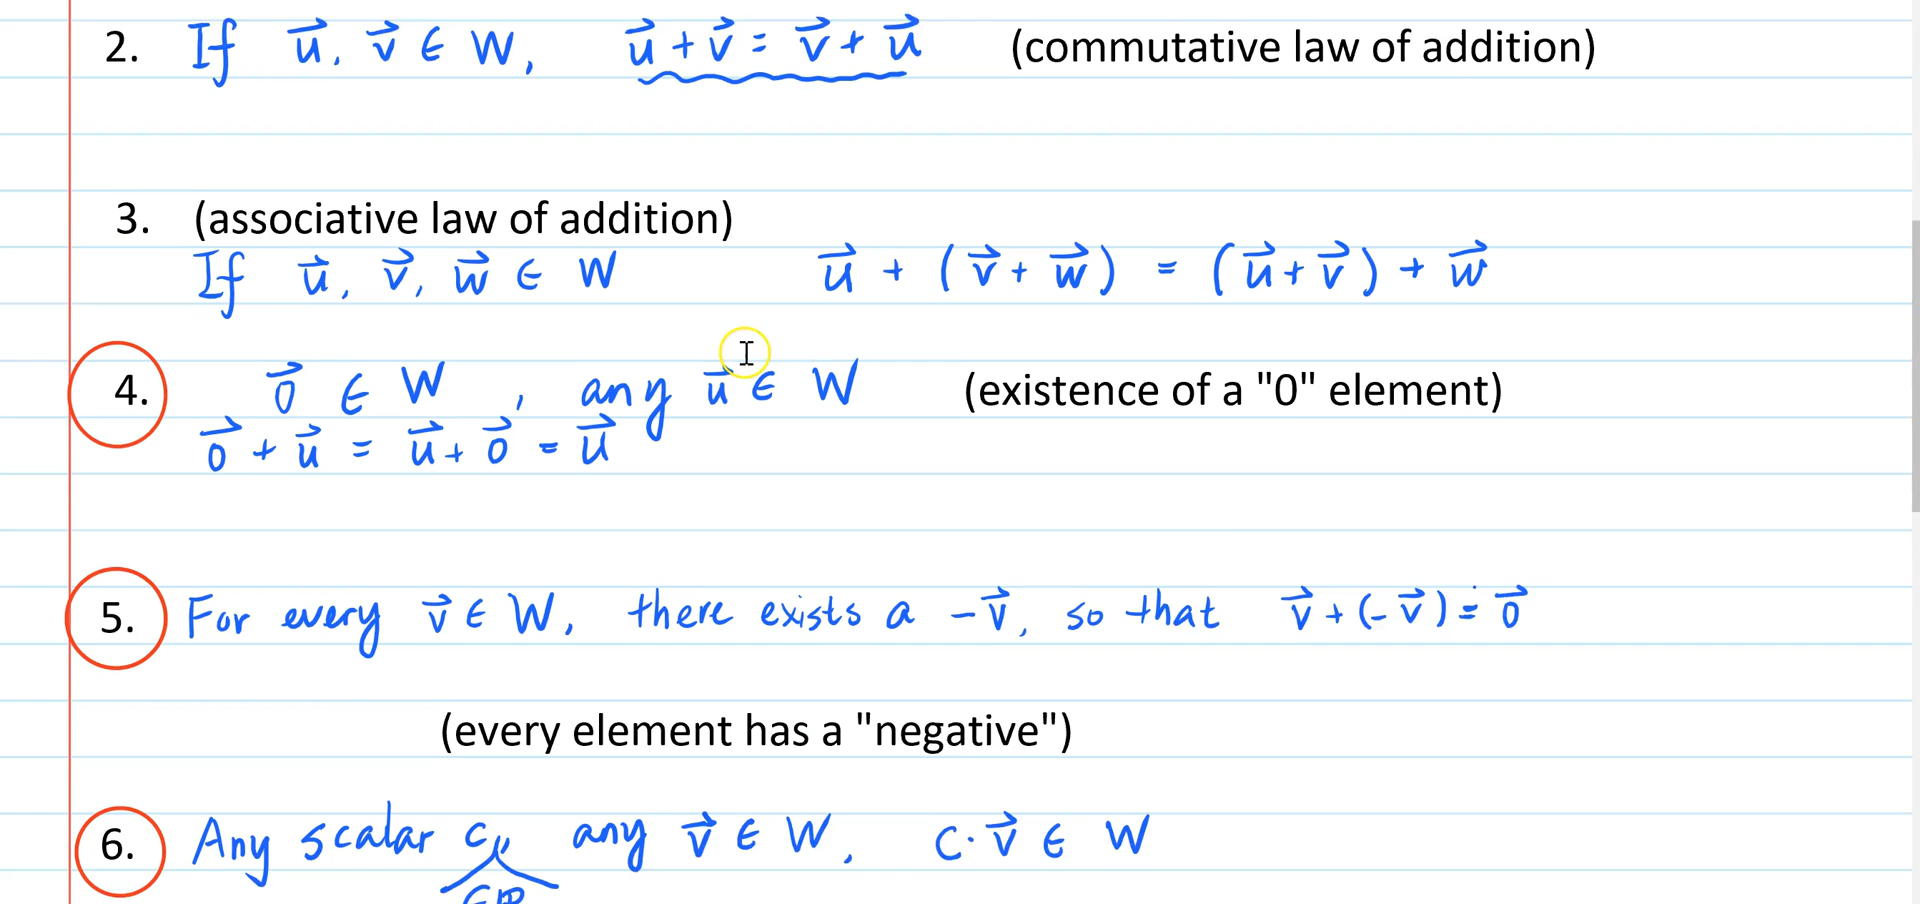 2. If u⃗, v⃗ ∈ W, u⃗ + v⃗ = v⃗ + u⃗ (commutative law of addition)
3. (associative law of addition)
If u⃗, v⃗, w⃗ ∈ W u⃗ + (v⃗ + w⃗) = (u⃗ + v⃗) + w⃗
4. 0⃗ ∈ W, any u⃗ ∈ W (existence of a "0" element)
0⃗ + u⃗ = u⃗ + 0⃗ = u⃗
5. For every v⃗ ∈ W, there exists a -v⃗, so that v⃗ + (-v⃗) = 0⃗
(every element has a "negative")
6. Any scalar c, any v⃗ ∈ W, c·v⃗ ∈ W